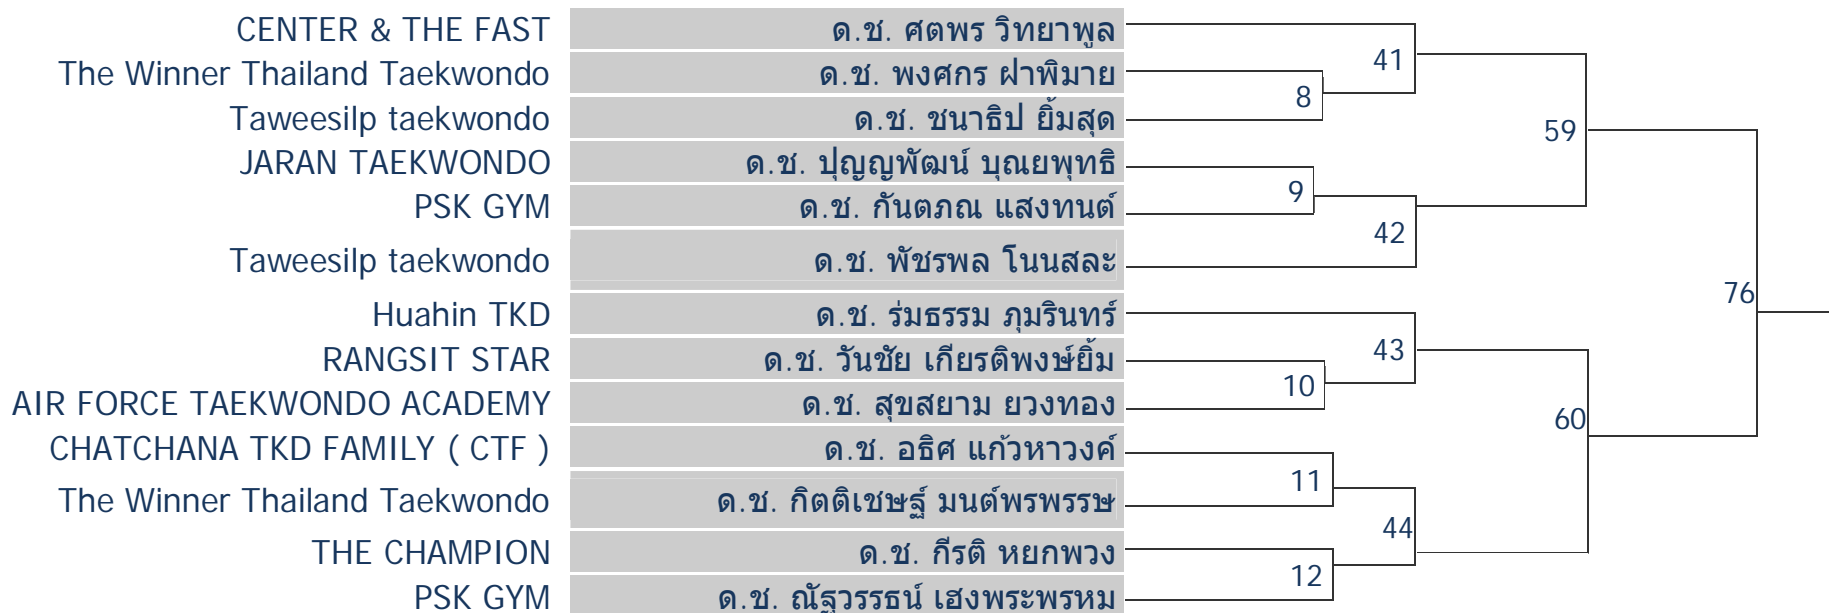 CENTER & THE FAST ด.ช. ศตพร วิทยาพูล
The Winner Thailand Taekwondo ด.ช. พงศกร ฝาพิมาย
41
8
Taweesilp taekwondo ด.ช. ชนาธิป ยิ้มสุด
59
JARAN TAEKWONDO ด.ช. ปุญญพัฒน์ บุณยพุทธิ
9
PSK GYM ด.ช. กันตภณ แสงทนต์
42
Taweesilp taekwondo ด.ช. พัชรพล โนนสละ
76
Huahin TKD ด.ช. ร่มธรรม ภุมรินทร์
43
RANGSIT STAR ด.ช. วันชัย เกียรติพงษ์ยิ้ม
10
AIR FORCE TAEKWONDO ACADEMY ด.ช. สุขสยาม ยวงทอง
60
CHATCHANA TKD FAMILY ( CTF ) ด.ช. อธิศ แก้วหาวงค์
11
The Winner Thailand Taekwondo ด.ช. กิตติเชษฐ์ มนต์พรพรรษ
44
THE CHAMPION ด.ช. กีรติ หยกพวง
12
PSK GYM ด.ช. ณัฐวรรธน์ เฮงพระพรหม